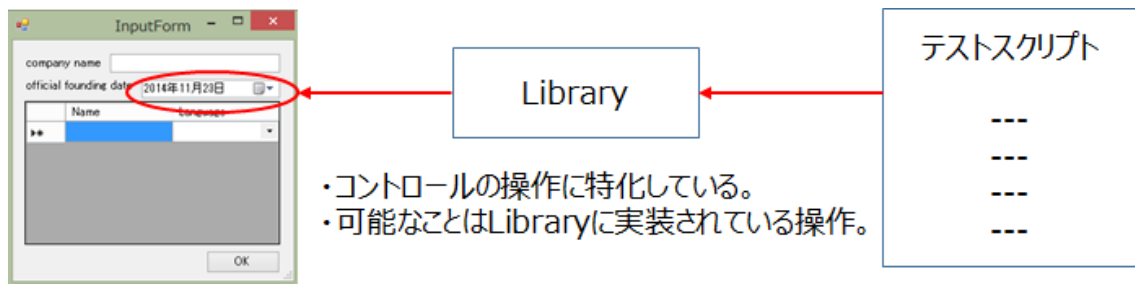 InputForm
company name
official founding date
2014年11月23日
Name
Language
OK
Library
・コントロールの操作に特化している。
・可能なことはLibraryに実装されている操作。
テストスクリプト
---
---
---
---